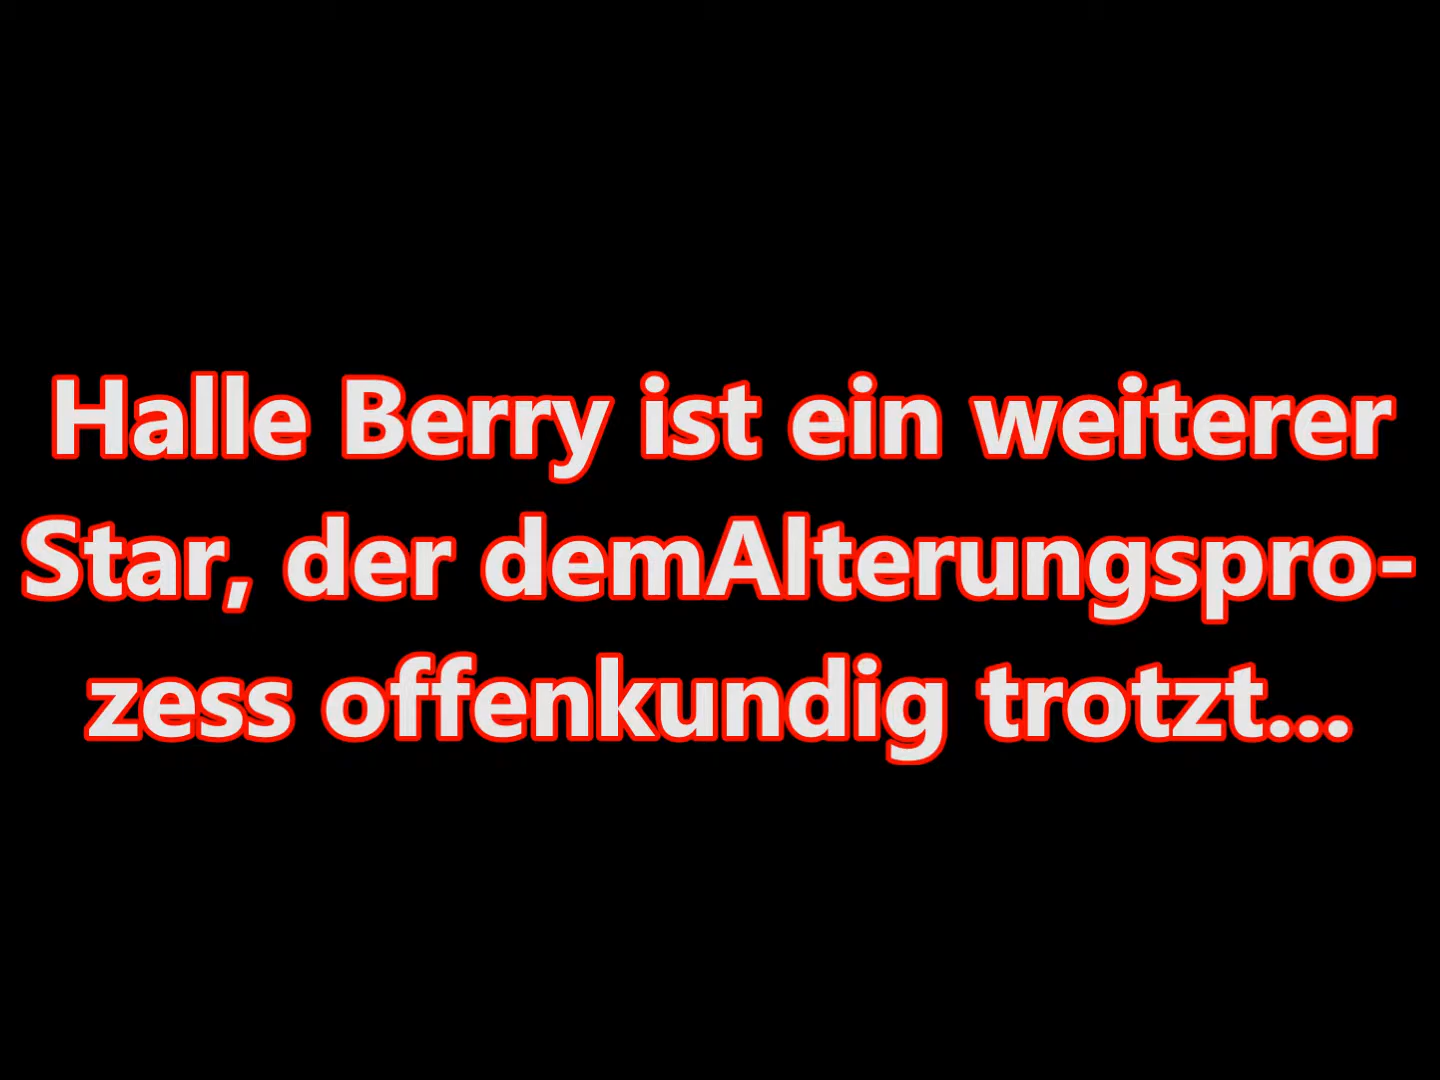 Halle Berry ist ein weiterer
Star, der demAlterungspro-
zess offenkundig trotzt...